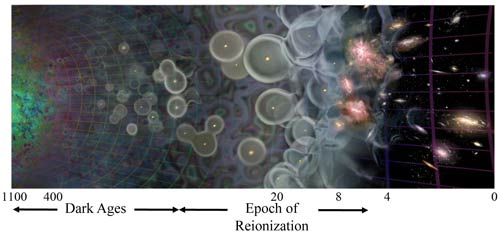 1100 400 20 8 4 0
Dark Ages Epoch of
Reionization